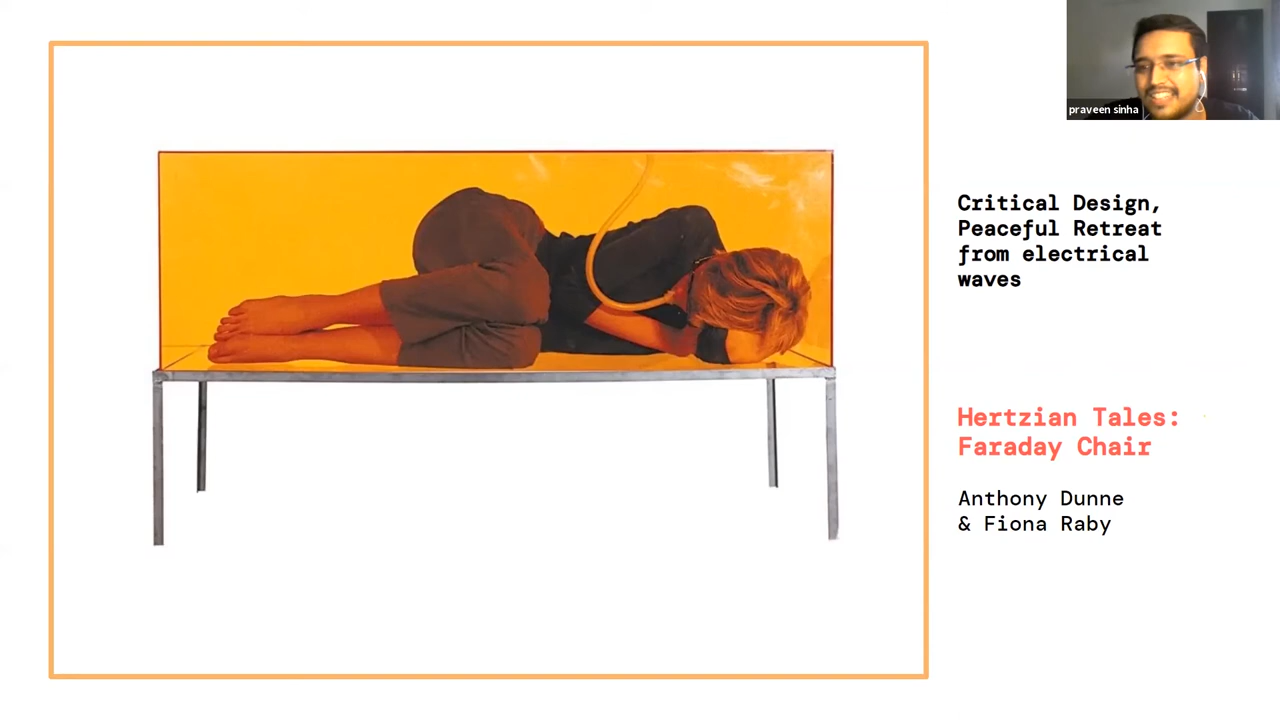 praveen sinha
Critical Design,
Peaceful Retreat
from electrical
waves
Hertzian Tales:
Faraday Chair
Anthony Dunne
& Fiona Raby